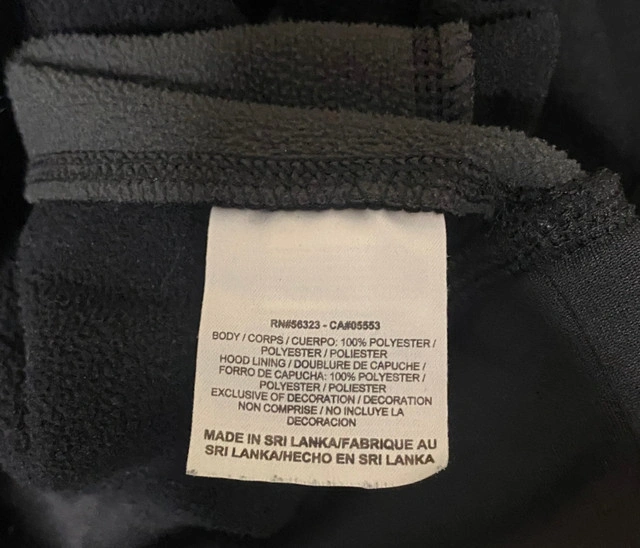 RN#56323 - CA#05553
BODY / CORPS / CUERPO: 100% POLYESTER /
POLYESTER / POLIESTER
HOOD LINING / DOUBLURE DE CAPUCHE /
FORRO DE CAPUCHA: 100% POLYESTER /
POLYESTER / POLIESTER
EXCLUSIVE OF DECORATION / DECORATION
NON COMPRISE / NO INCLUYE LA
DECORACION
MADE IN SRI LANKA/FABRIQUE AU
SRI LANKA/HECHO EN SRI LANKA